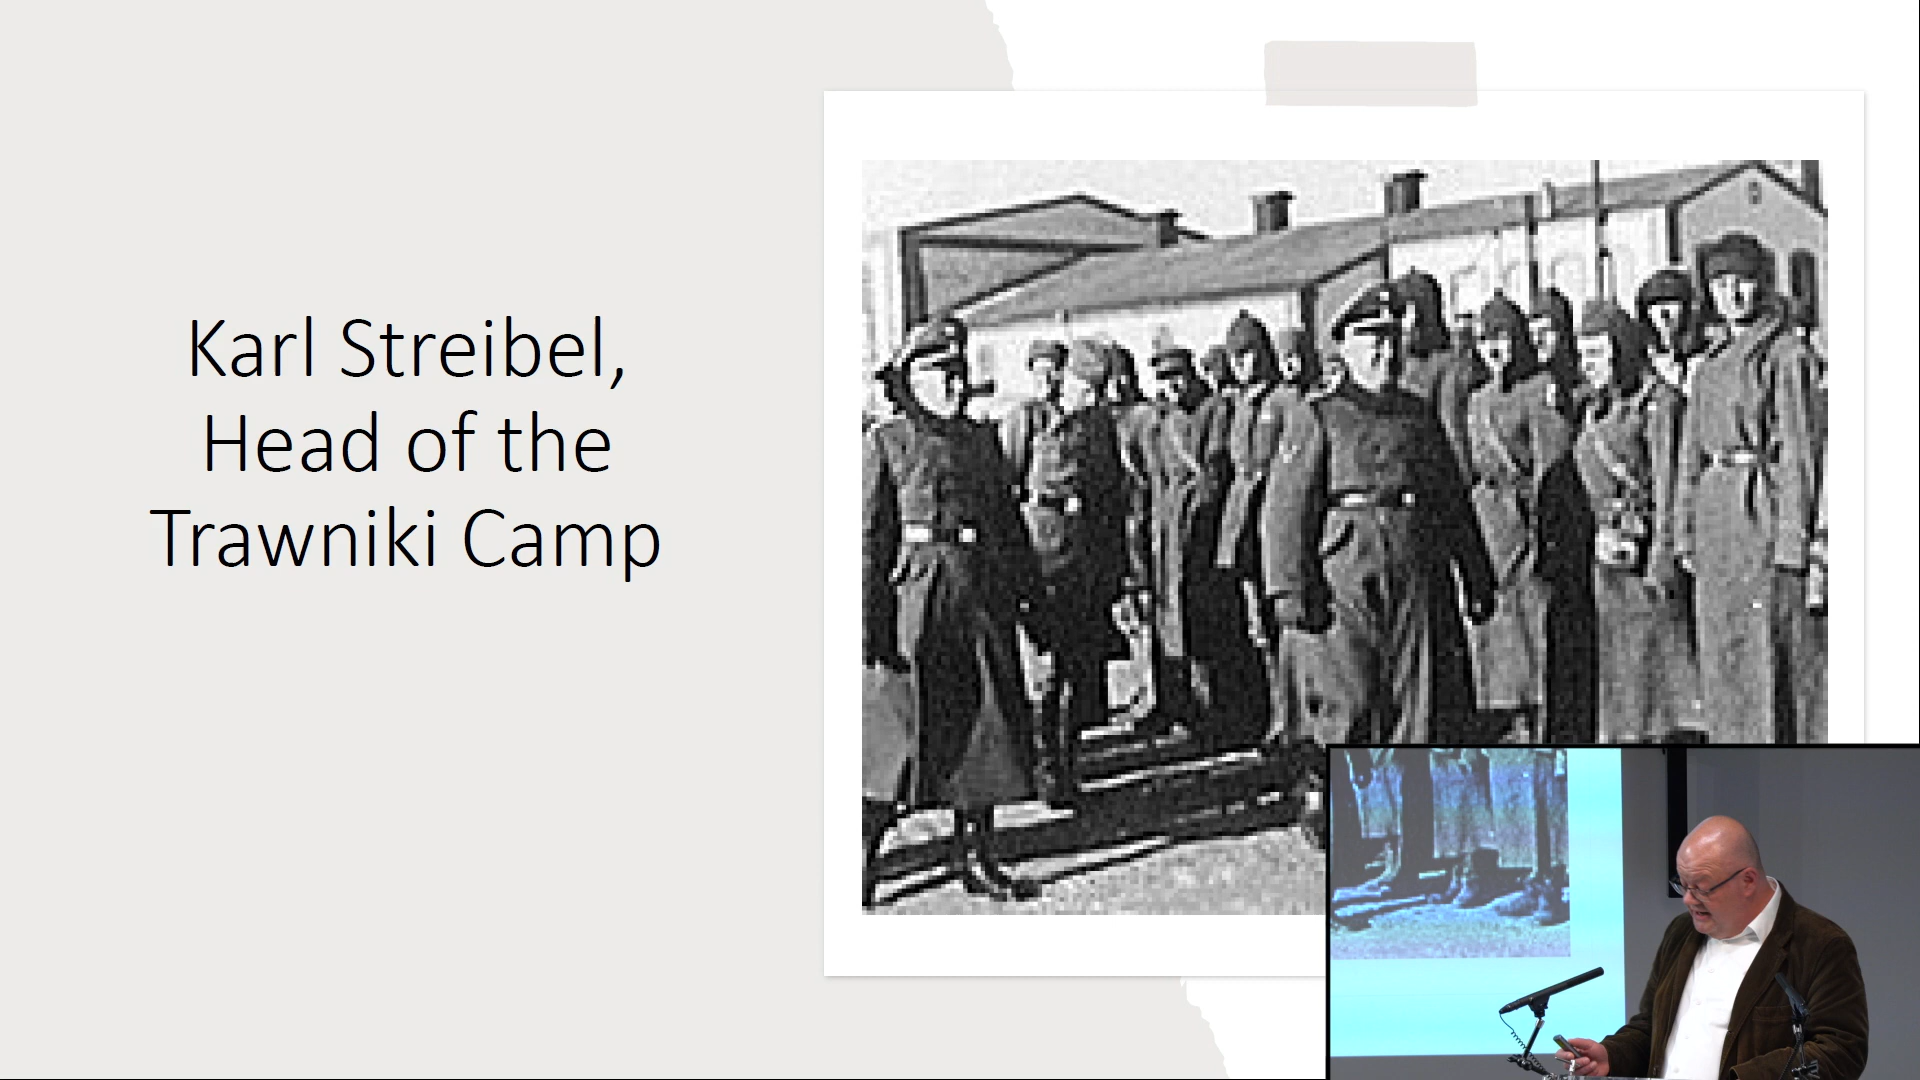 Karl Streibel,
Head of the
Trawniki Camp